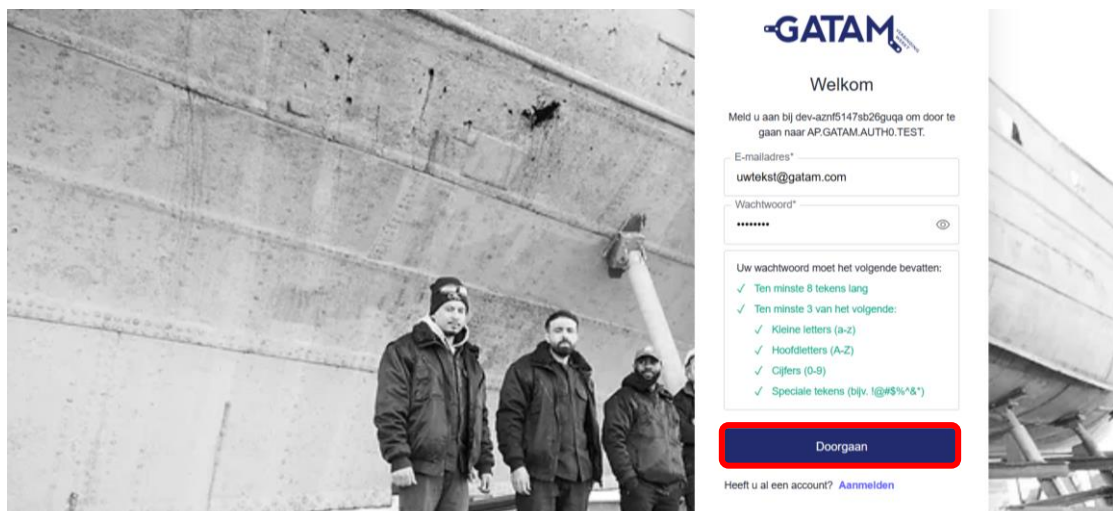 GATAM
Welkom
Meld u aan bij dev-aznf5147sb26guqa om door te
gaan naar AP.GATAM.AUTH0.TEST.
E-mailadres*
uwtekst@gatam.com
Wachtwoord*
••••••••
Uw wachtwoord moet het volgende bevatten:
✓ Ten minste 8 tekens lang
✓ Ten minste 3 van het volgende:
✓ Kleine letters (a-z)
✓ Hoofdletters (A-Z)
✓ Cijfers (0-9)
✓ Speciale tekens (bijv. !@#$%^&*)
Doorgaan
Heeft u al een account? Aanmelden